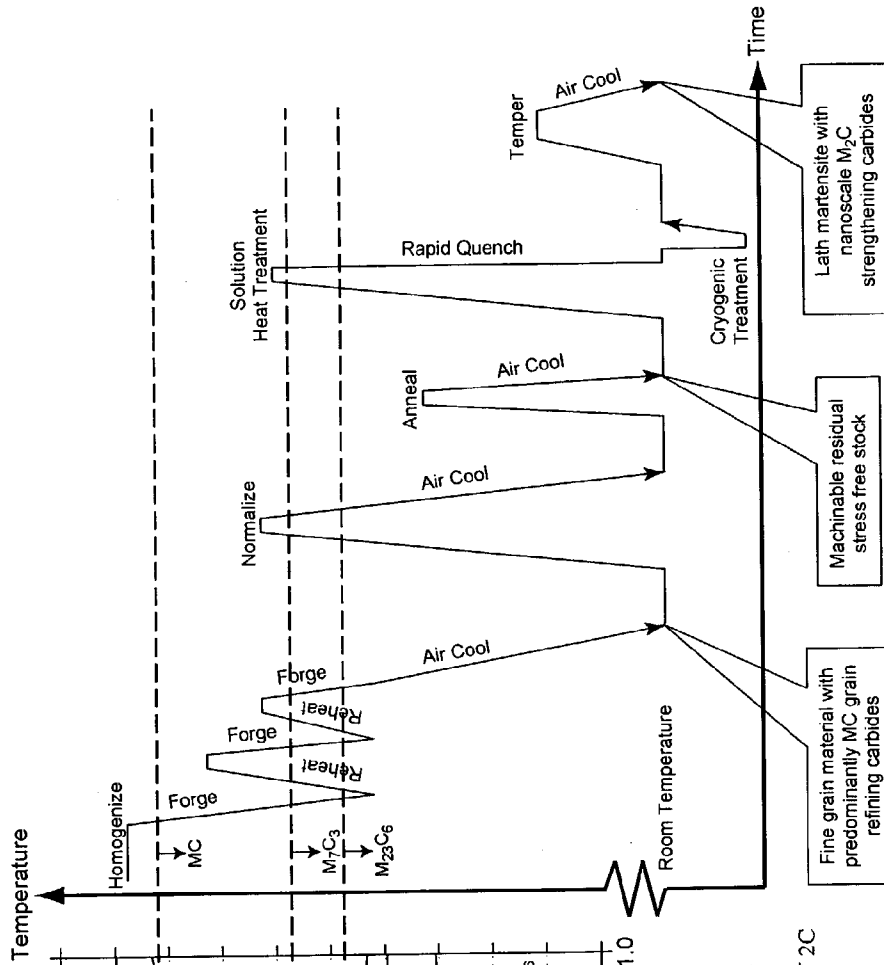 Temperature
Homogenize
Forge
Reheat
Forge
Reheat
Forge
Air Cool
Normalize
Air Cool
Anneal
Air Cool
Solution
Heat Treatment
Rapid Quench
Cryogenic
Treatment
Temper
Air Cool
MC
M7C3
M23C6
Room Temperature
Time
Fine grain material with
predominantly MC grain
refining carbides
Machinable residual
stress free stock
Lath martensite with
nanoscale M2C
strengthening carbides
1.0
2C